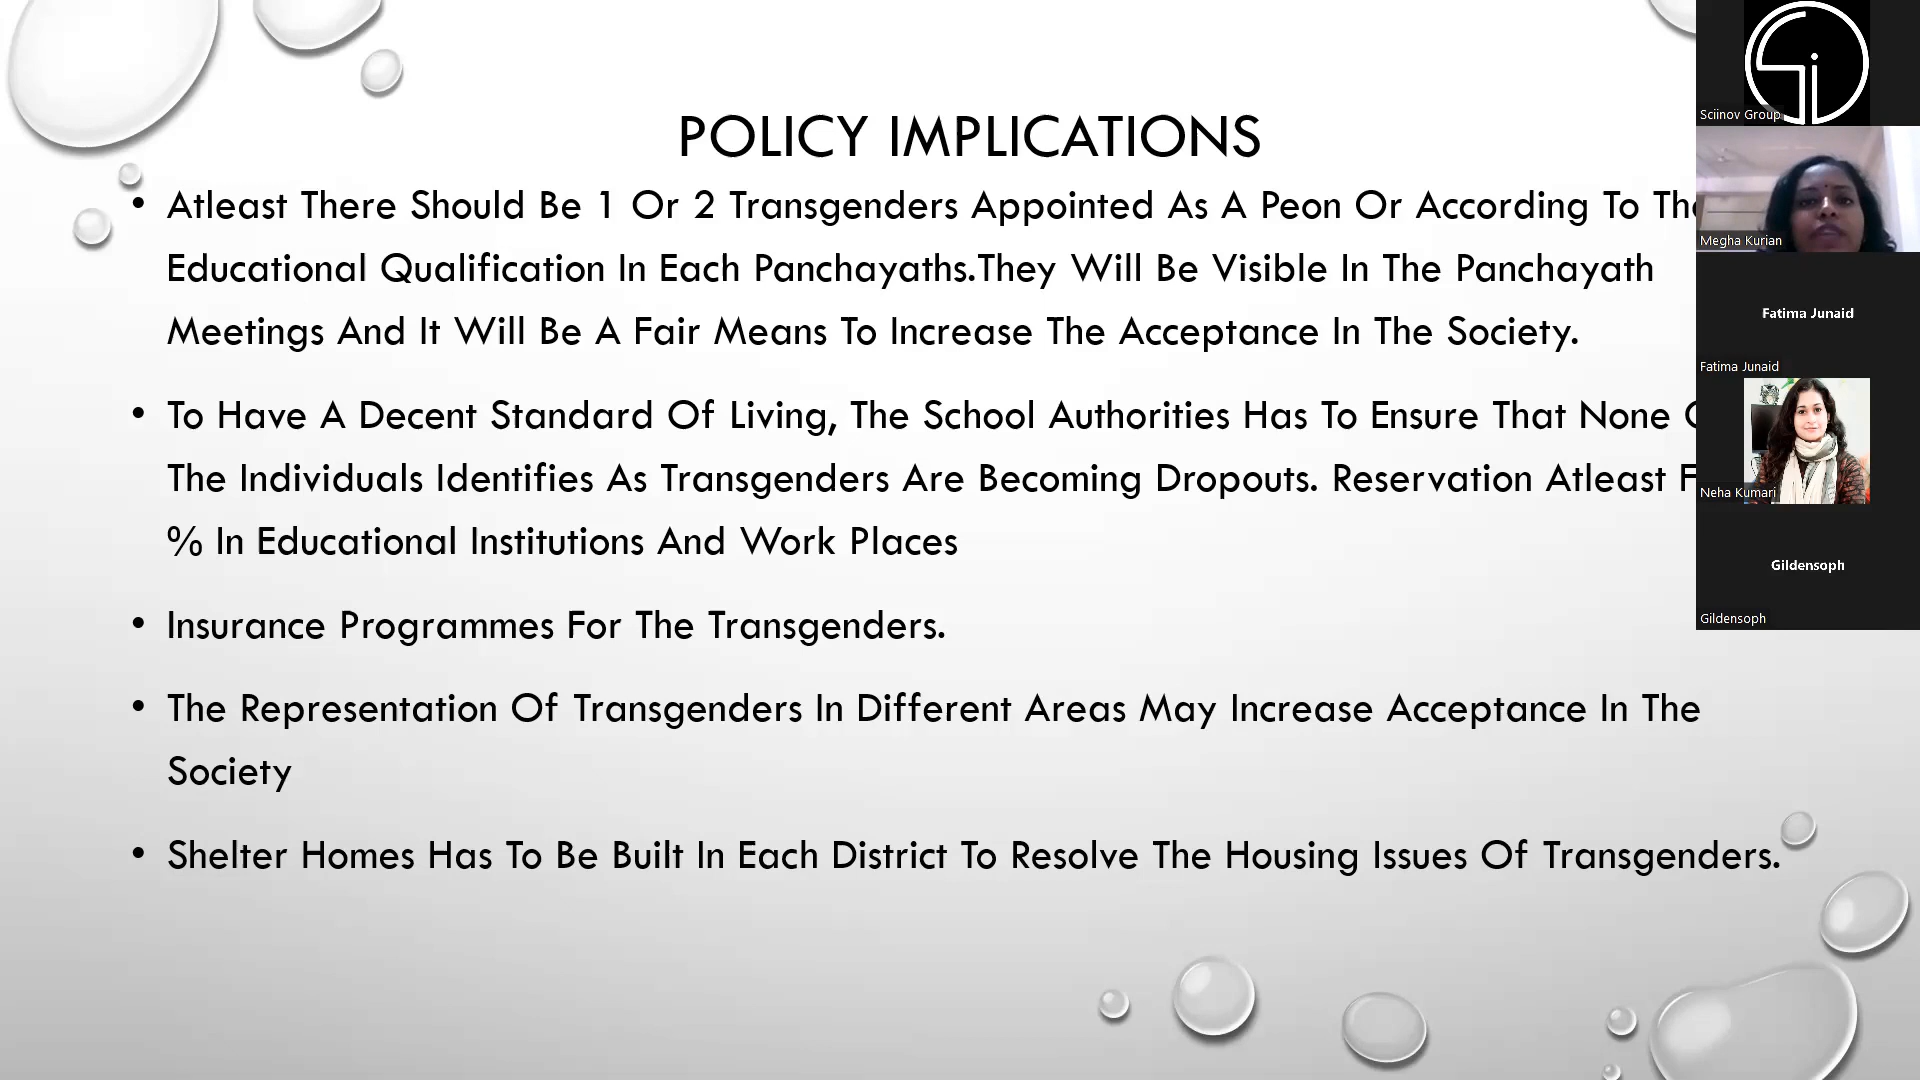 POLICY IMPLICATIONS
• Atleast There Should Be 1 Or 2 Transgenders Appointed As A Peon Or According To
Educational Qualification In Each Panchayaths.They Will Be Visible In The Panchayath
Meetings And It Will Be A Fair Means To Increase The Acceptance In The Society.
• To Have A Decent Standard Of Living, The School Authorities Has To Ensure That None
The Individuals Identifies As Transgenders Are Becoming Dropouts. Reservation Atleast
% In Educational Institutions And Work Places
• Insurance Programmes For The Transgenders.
• The Representation Of Transgenders In Different Areas May Increase Acceptance In The
Society
• Shelter Homes Has To Be Built In Each District To Resolve The Housing Issues Of Transgenders.
Sciinov Group
Megha Kurian
Fatima Junaid
Fatima Junaid
Neha Kumari
Gildensoph
Gildensoph